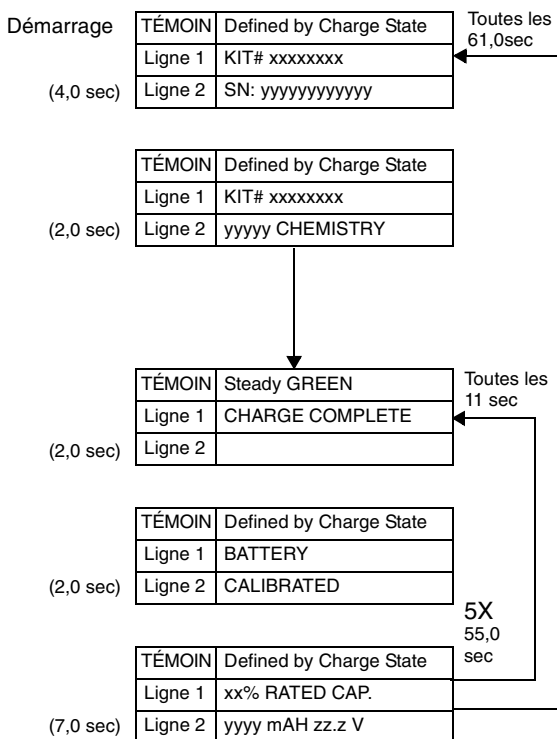 Démarrage
TÉMOIN Defined by Charge State
Toutes les
61,0sec
Ligne 1 KIT# xxxxxxxx
(4,0 sec) Ligne 2 SN: yyyyyyyyyyyy
TÉMOIN Defined by Charge State
Ligne 1 KIT# xxxxxxxx
(2,0 sec) Ligne 2 yyyyy CHEMISTRY
TÉMOIN Steady GREEN
Toutes les
11 sec
Ligne 1 CHARGE COMPLETE
(2,0 sec) Ligne 2
TÉMOIN Defined by Charge State
Ligne 1 BATTERY
(2,0 sec) Ligne 2 CALIBRATED
5X
55,0
sec
TÉMOIN Defined by Charge State
Ligne 1 xx% RATED CAP.
(7,0 sec) Ligne 2 yyyy mAH zz.z V